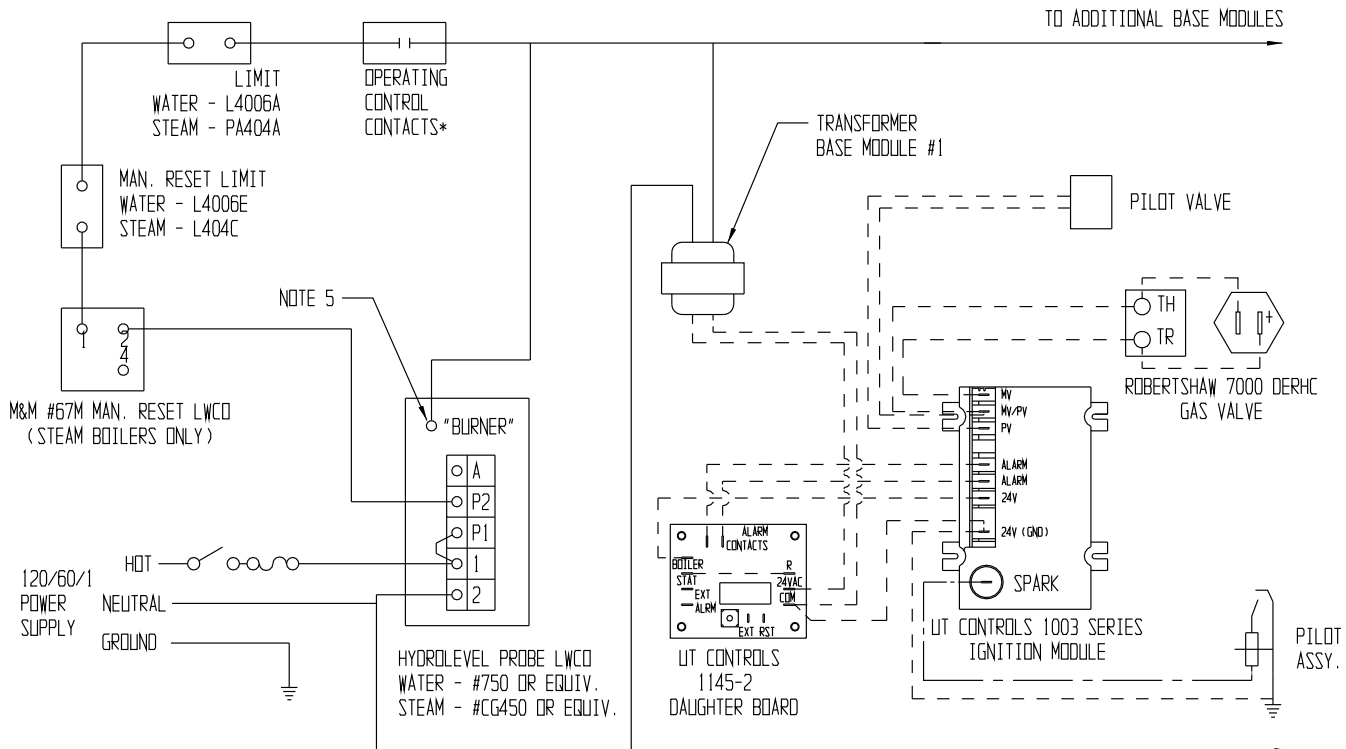 TO ADDITIONAL BASE MODULES
LIMIT
WATER - L4006A
STEAM - PA404A
OPERATING
CONTROL
CONTACTS*
TRANSFORMER
BASE MODULE #1
MAN. RESET LIMIT
WATER - L4006E
STEAM - L404C
PILOT VALVE
NOTE 5
TH
TR
1
2
4
ROBERTSHAW 7000 DERHC
GAS VALVE
M&M #67M MAN. RESET LWCO
(STEAM BOILERS ONLY)
"BURNER"
A
P2
P1
1
2
MV
MV/PV
PV
ALARM
ALARM
24V
24V (GND)
SPARK
UT CONTROLS 1003 SERIES
IGNITION MODULE
ALARM
CONTACTS
BOILER
STAT
EXT
ALRM
R
24VAC
COM
EXT RST
UT CONTROLS
1145-2
DAUGHTER BOARD
120/60/1
POWER
SUPPLY
HOT
NEUTRAL
GROUND
HYDROLEVEL PROBE LWCO
WATER - #750 OR EQUIV.
STEAM - #CG450 OR EQUIV.
PILOT
ASSY.
+